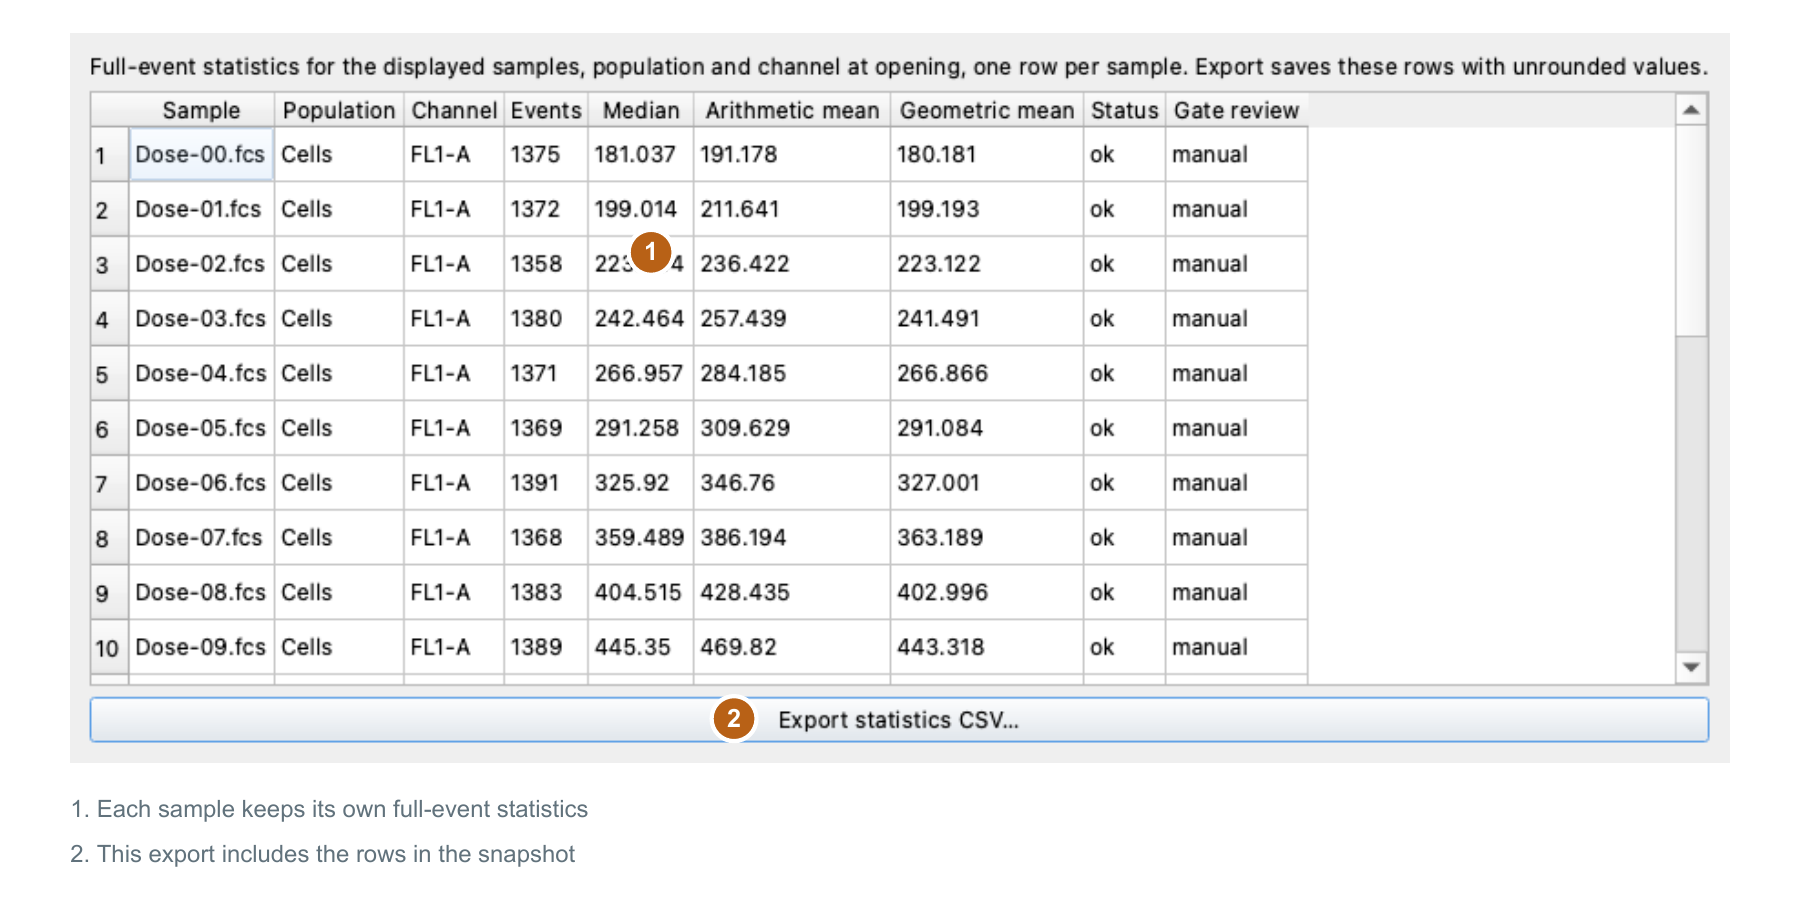 Full-event statistics for the displayed samples, population and channel at opening, one row per sample. Export saves these rows with unrounded values.
Sample Population Channel Events Median Arithmetic mean Geometric mean Status Gate review
1 Dose-00.fcs Cells FL1-A 1375 181.037 191.178 180.181 ok manual
2 Dose-01.fcs Cells FL1-A 1372 199.014 211.641 199.193 ok manual
3 Dose-02.fcs Cells FL1-A 1358 1 236.422 223.122 ok manual
4 Dose-03.fcs Cells FL1-A 1380 242.464 257.439 241.491 ok manual
5 Dose-04.fcs Cells FL1-A 1371 266.957 284.185 266.866 ok manual
6 Dose-05.fcs Cells FL1-A 1369 291.258 309.629 291.084 ok manual
7 Dose-06.fcs Cells FL1-A 1391 325.92 346.76 327.001 ok manual
8 Dose-07.fcs Cells FL1-A 1368 359.489 386.194 363.189 ok manual
9 Dose-08.fcs Cells FL1-A 1383 404.515 428.435 402.996 ok manual
10 Dose-09.fcs Cells FL1-A 1389 445.35 469.82 443.318 ok manual
2 Export statistics CSV...
1. Each sample keeps its own full-event statistics
2. This export includes the rows in the snapshot